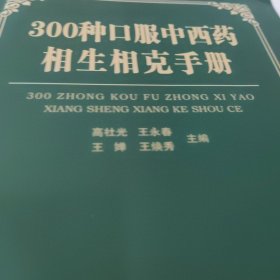 300种口服中西药
相生相克手册
300 ZHONG KOU FU ZHONG XI YAO
XIANG SHENG XIANG KE SHOU CE
高社光 王永春
王婵 王焕秀 主编